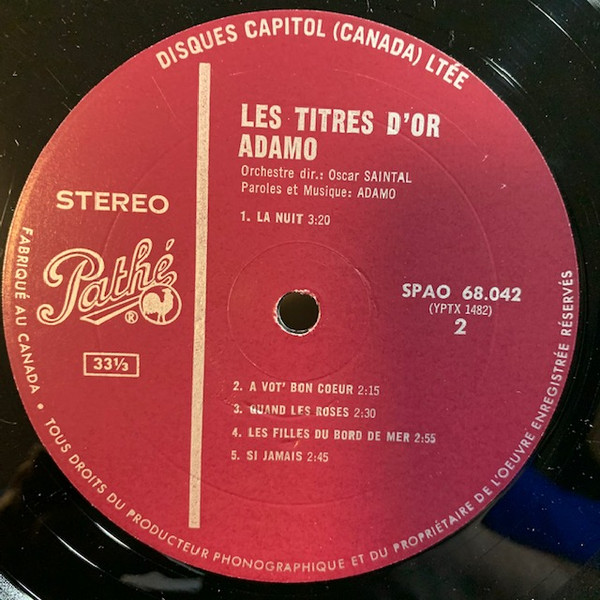 DISQUES CAPITOL (CANADA) LTÉE
LES TITRES D'OR
ADAMO
Orchestre dir.: Oscar SAINTAL
Paroles et Musique: ADAMO
1. LA NUIT 3:20
STEREO
Pathé
®
33⅓
SPAO 68.042
(YPTX 1482)
2
2. A VOT' BON COEUR 2:15
3. QUAND LES ROSES 2:30
4. LES FILLES DU BORD DE MER 2:55
5. SI JAMAIS 2:45
FABRIQUÉ AU CANADA • TOUS DROITS DU PRODUCTEUR PHONOGRAPHIQUE ET DU PROPRIÉTAIRE DE L'OEUVRE ENREGISTRÉE RÉSERVÉS